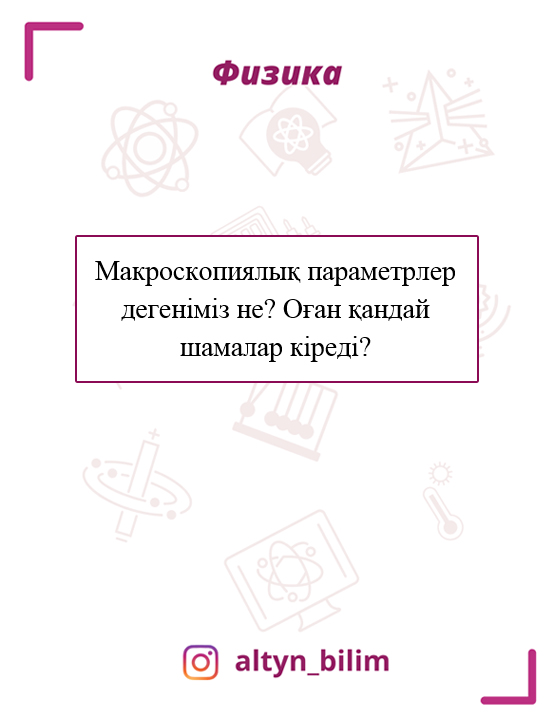 Физика
Макроскопиялық параметрлер
дегеніміз не? Оған қандай
шамалар кіреді?
altyn_bilim